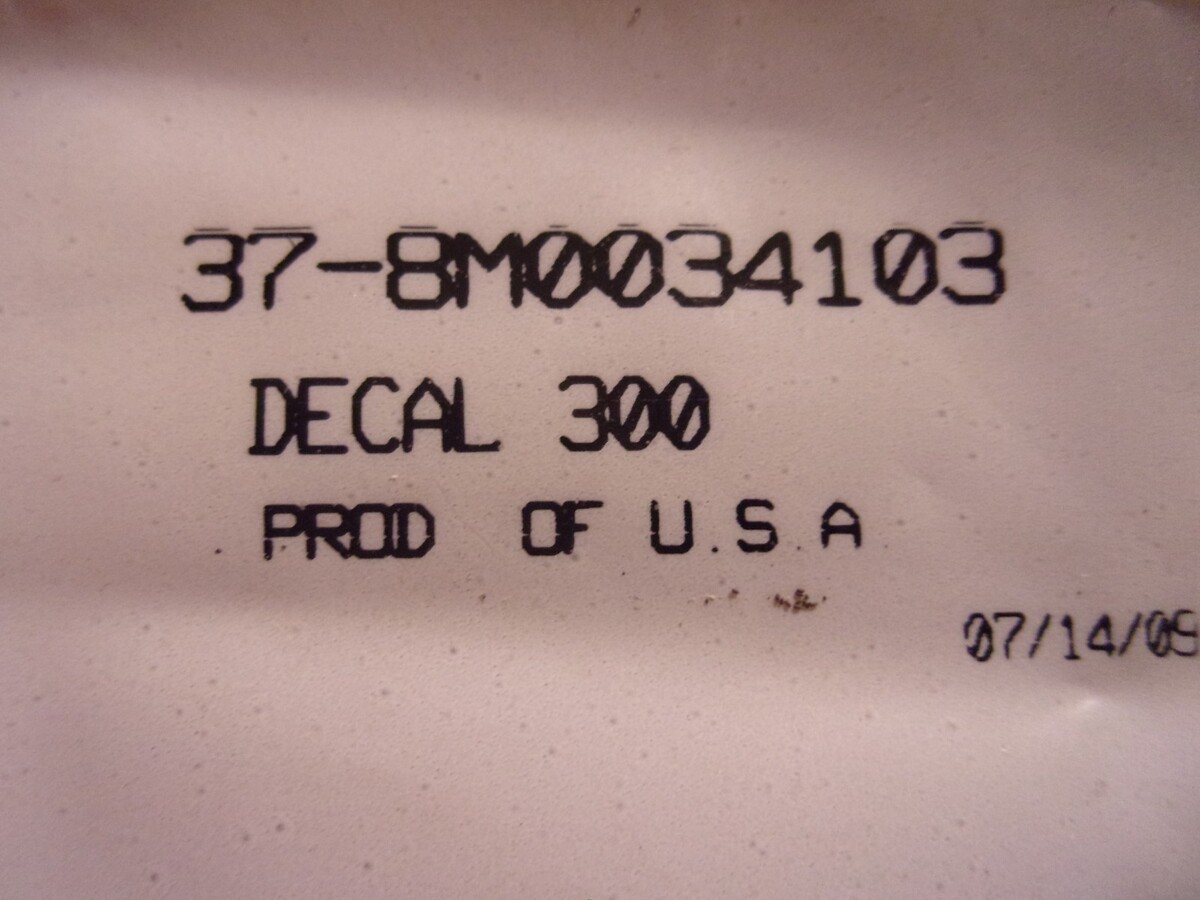 37-8M0034103
DECAL 300
PROD OF U.S.A